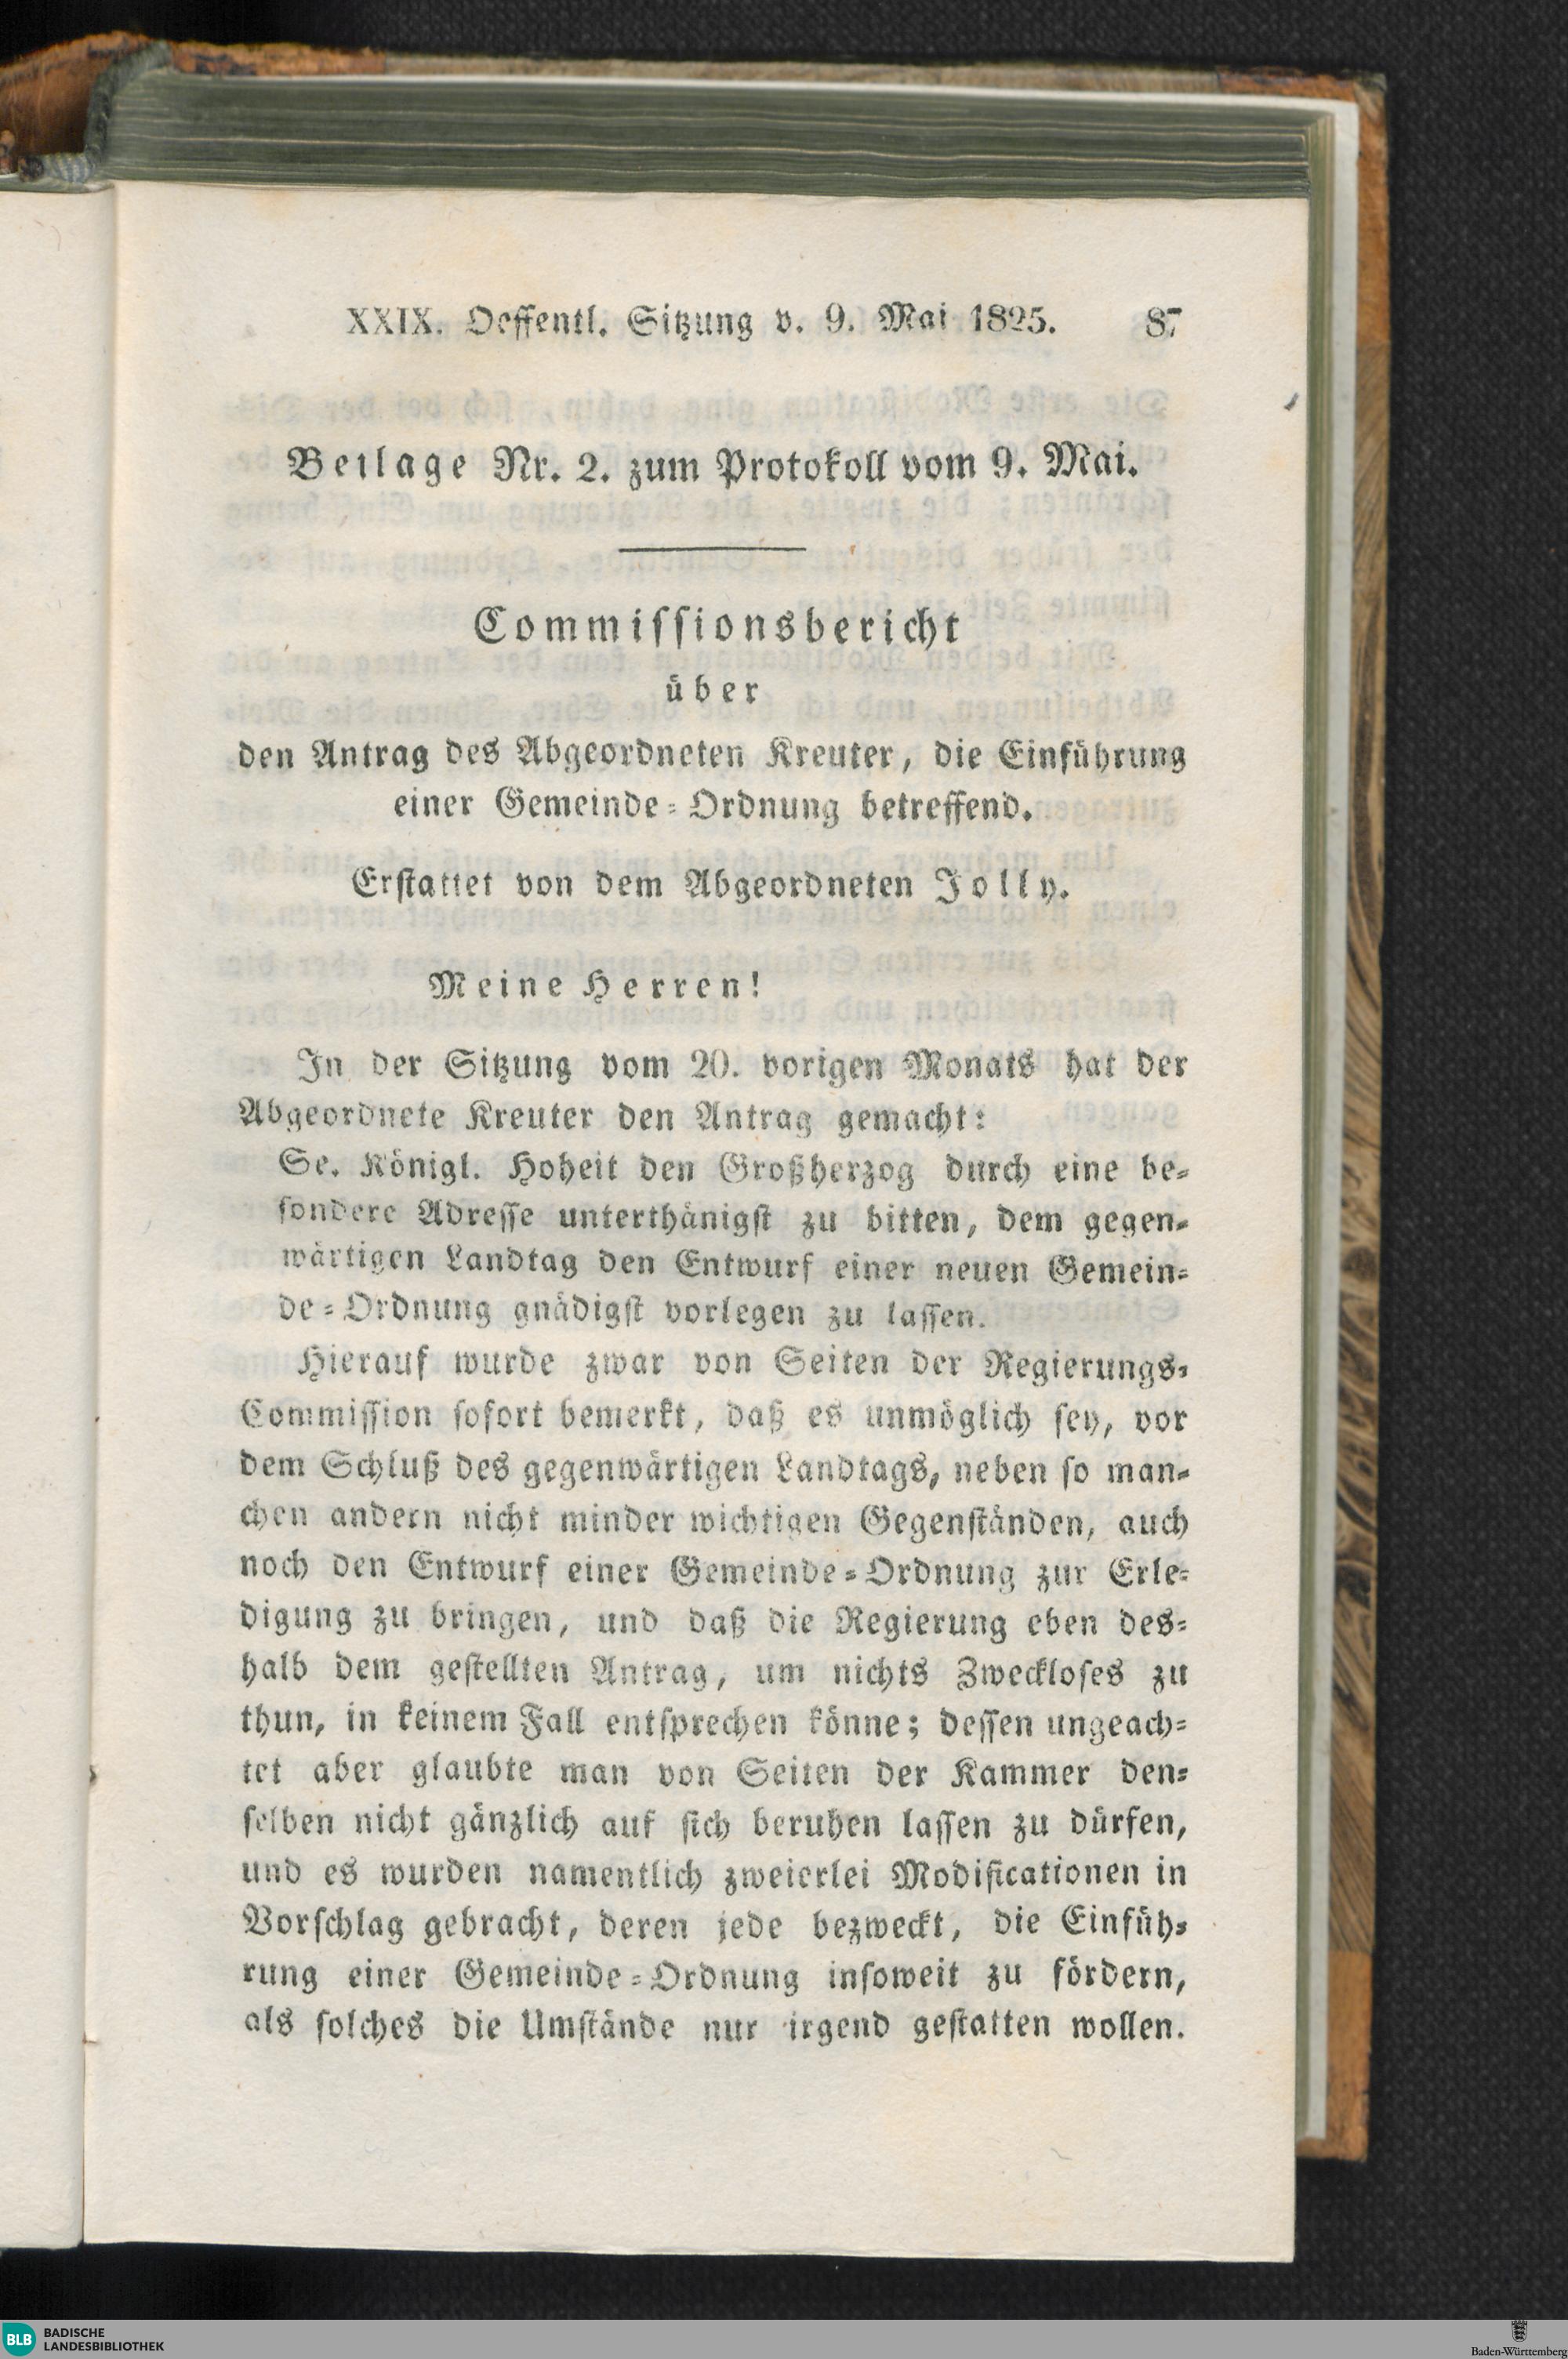 XXIX. Oeffentl. Sitzung v. 9. Mai 1825. 87
Beilage Nr. 2. zum Protokoll vom 9. Mai.
Commissionsbericht
über
den Antrag des Abgeordneten Kreuter, die Einführung
einer Gemeinde-Ordnung betreffend.
Erstattet von dem Abgeordneten Jolly.
Meine Herren!
In der Sitzung vom 20. vorigen Monats hat der
Abgeordnete Kreuter den Antrag gemacht:
Se. Königl. Hoheit den Großherzog durch eine be-
sondere Adresse unterthänigst zu bitten, dem gegen-
wärtigen Landtag den Entwurf einer neuen Gemein-
de-Ordnung gnädigst vorlegen zu lassen.
Hierauf wurde zwar von Seiten der Regierungs-
Commission sofort bemerkt, daß es unmöglich sey, vor
dem Schluß des gegenwärtigen Landtags, neben so man-
chen andern nicht minder wichtigen Gegenständen, auch
noch den Entwurf einer Gemeinde-Ordnung zur Erle-
digung zu bringen, und daß die Regierung eben des-
halb dem gestellten Antrag, um nichts Zweckloses zu
thun, in keinem Fall entsprechen könne; dessen ungeach-
tet aber glaubte man von Seiten der Kammer den-
selben nicht gänzlich auf sich beruhen lassen zu dürfen,
und es wurden namentlich zweierlei Modificationen in
Vorschlag gebracht, deren jede bezweckt, die Einfüh-
rung einer Gemeinde-Ordnung insoweit zu fördern,
als solches die Umstände nur irgend gestatten wollen.
BLB BADISCHE
LANDESBIBLIOTHEK
Baden-Württemberg